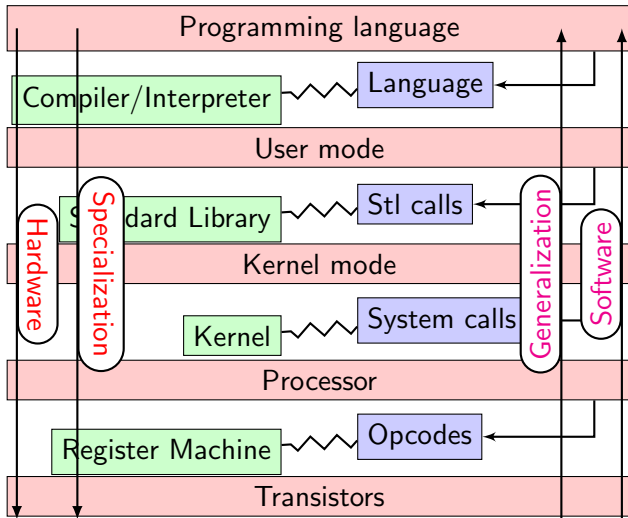 Programming language
Language
Compiler/Interpreter
User mode
Stl calls
Standard Library
Kernel mode
System calls
Kernel
Processor
Opcodes
Register Machine
Transistors
Hardware
Specialization
Generalization
Software